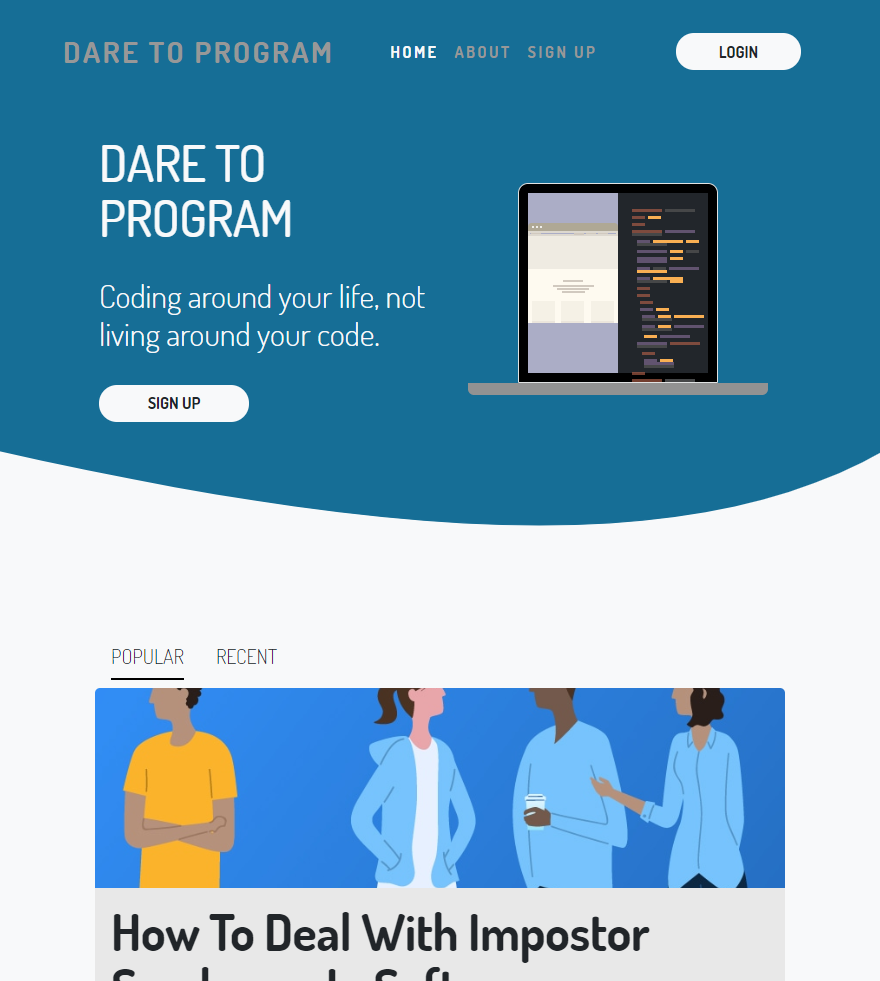 DARE TO PROGRAM
HOME ABOUT SIGN UP
LOGIN
DARE TO
PROGRAM
Coding around your life, not
living around your code.
SIGN UP
POPULAR RECENT
How To Deal With Impostor